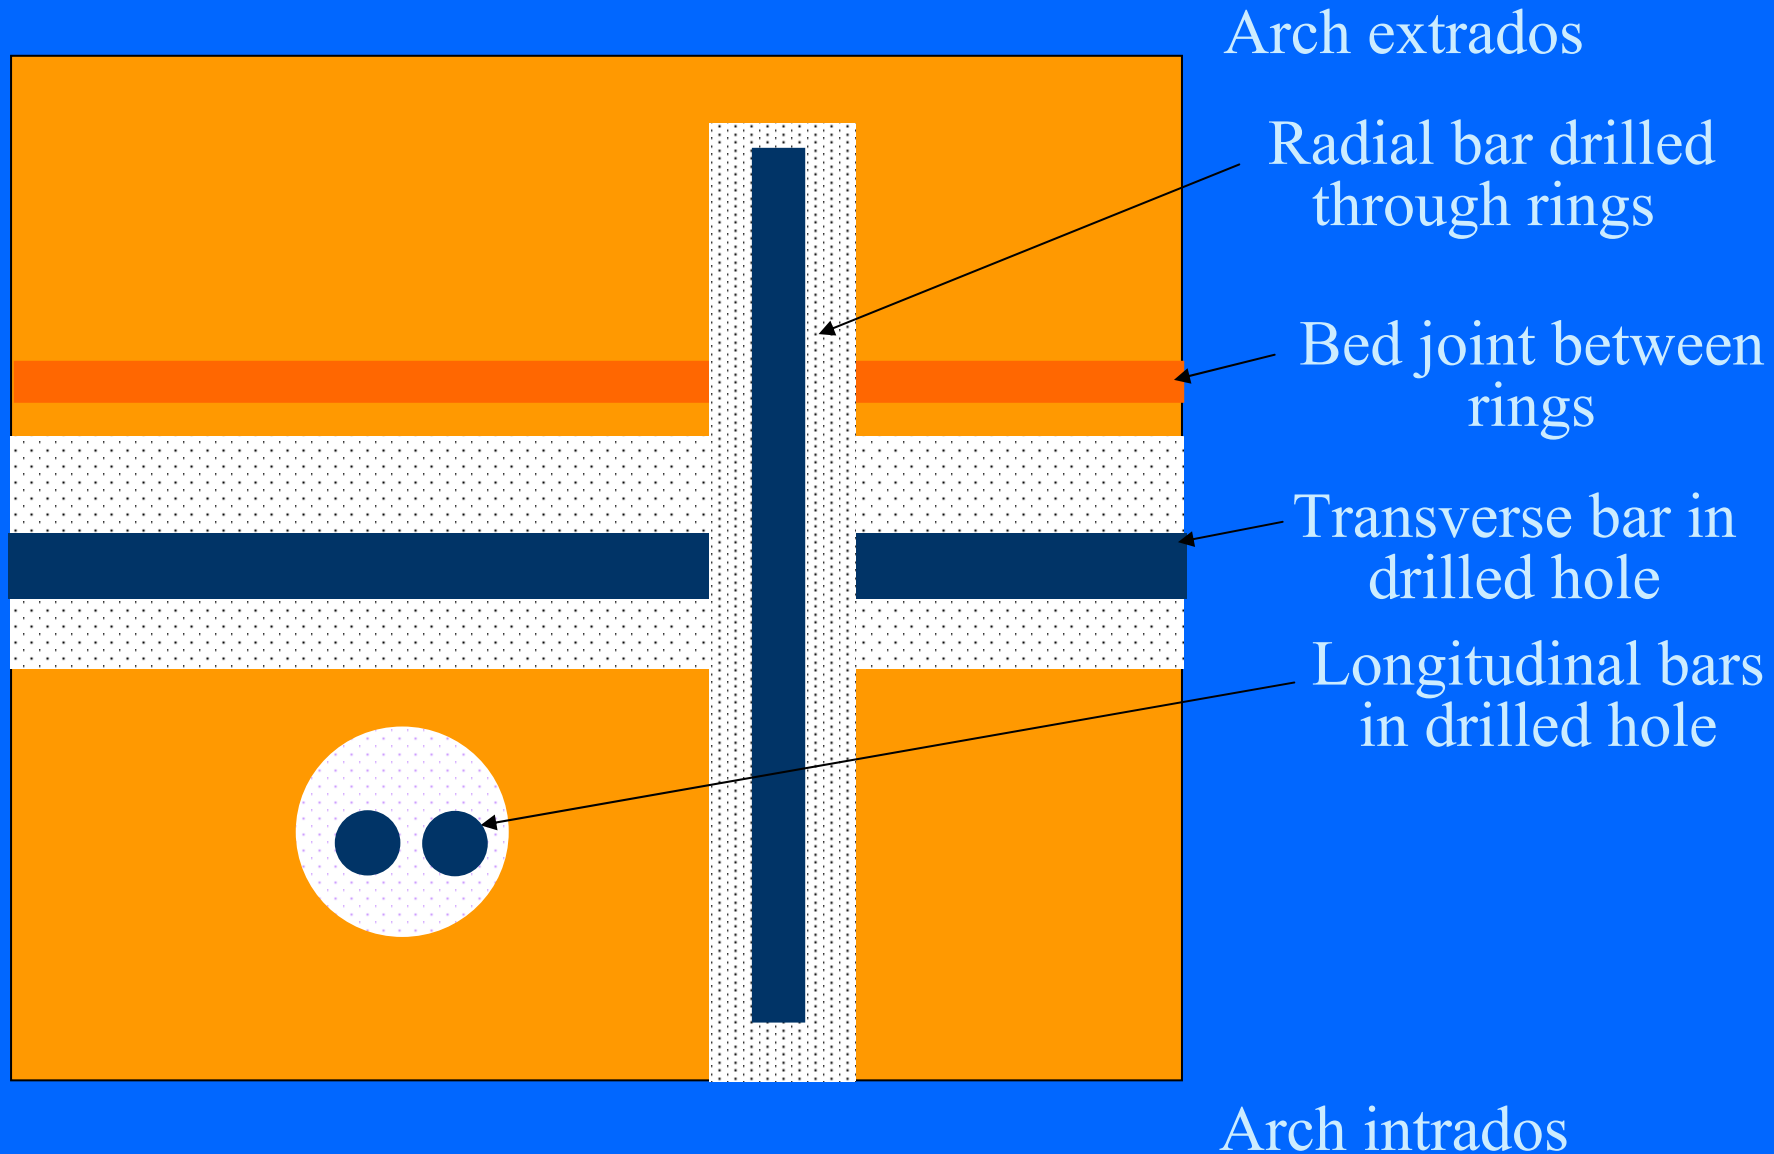 Arch extrados
Radial bar drilled
through rings
Bed joint between
rings
Transverse bar in
drilled hole
Longitudinal bars
in drilled hole
Arch intrados